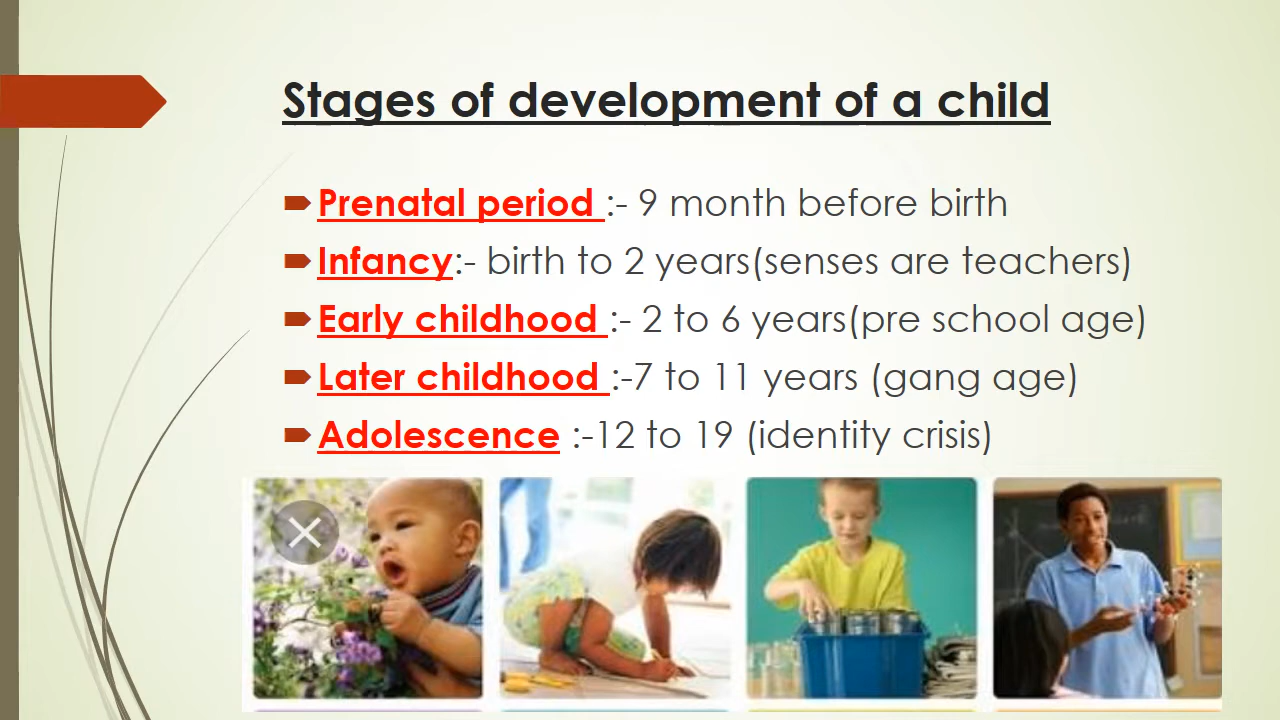 Stages of development of a child
Prenatal period :- 9 month before birth
Infancy:- birth to 2 years(senses are teachers)
Early childhood :- 2 to 6 years(pre school age)
Later childhood :-7 to 11 years (gang age)
Adolescence :-12 to 19 (identity crisis)